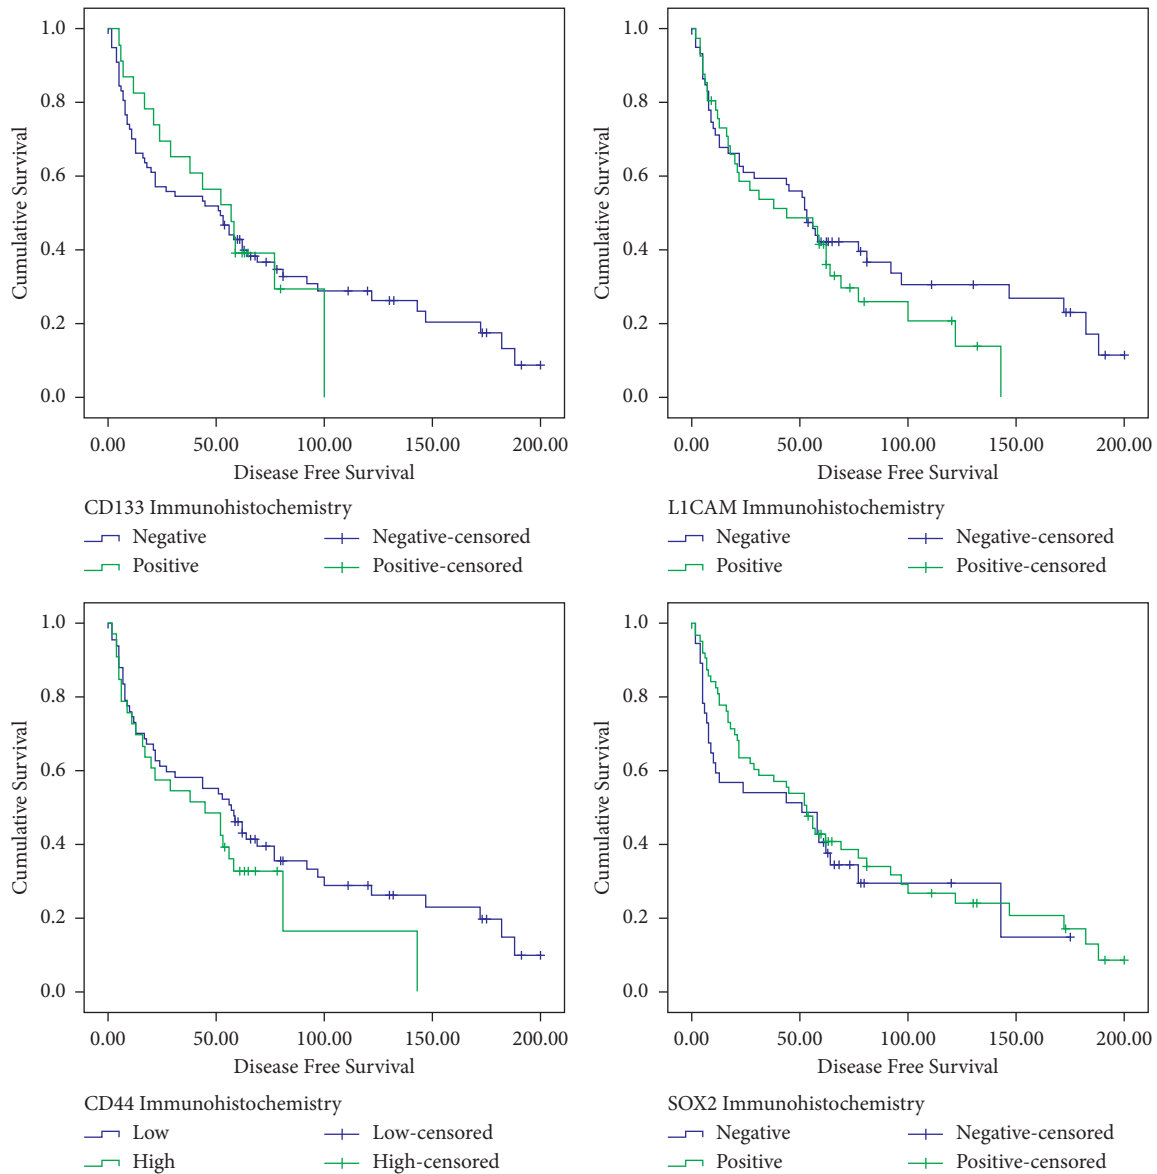 1.0
0.8
0.6
0.4
0.2
0.0
Cumulative Survival
0.00 50.00 100.00 150.00 200.00
Disease Free Survival
CD133 Immunohistochemistry
Negative Negative-censored
Positive Positive-censored
1.0
0.8
0.6
0.4
0.2
0.0
Cumulative Survival
0.00 50.00 100.00 150.00 200.00
Disease Free Survival
L1CAM Immunohistochemistry
Negative Negative-censored
Positive Positive-censored
1.0
0.8
0.6
0.4
0.2
0.0
Cumulative Survival
0.00 50.00 100.00 150.00 200.00
Disease Free Survival
CD44 Immunohistochemistry
Low Low-censored
High High-censored
1.0
0.8
0.6
0.4
0.2
0.0
Cumulative Survival
0.00 50.00 100.00 150.00 200.00
Disease Free Survival
SOX2 Immunohistochemistry
Negative Negative-censored
Positive Positive-censored